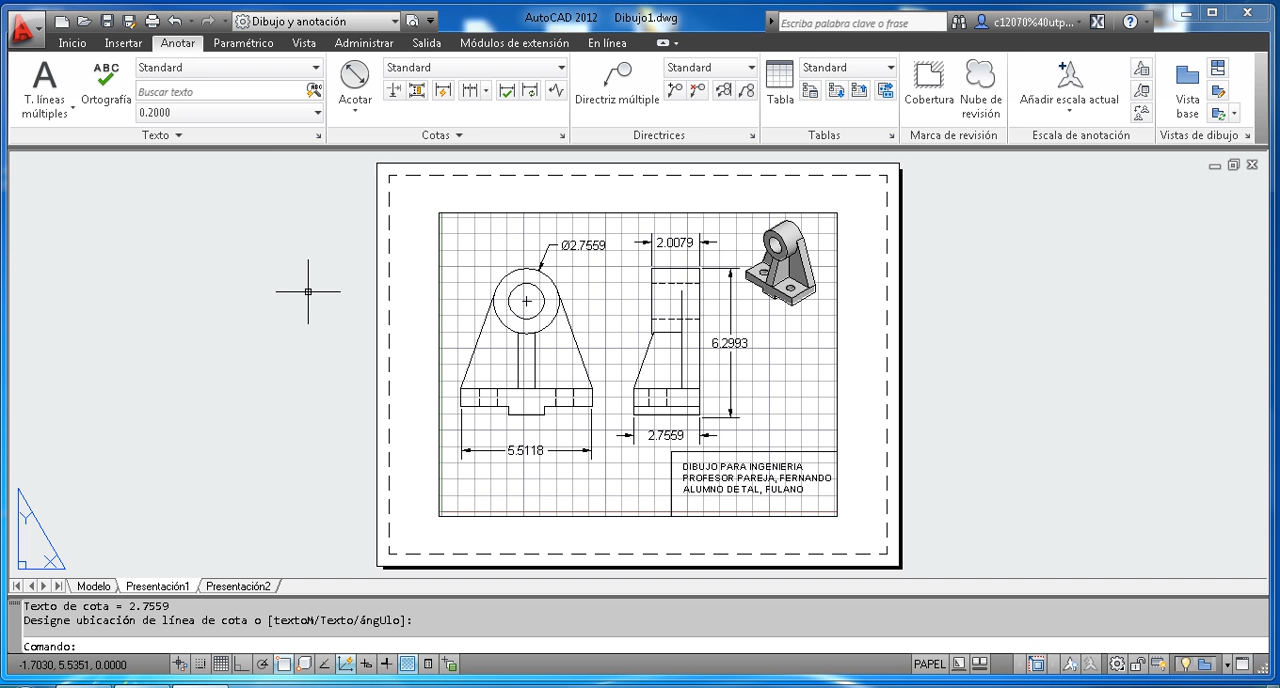 Dibujo y anotación
AutoCAD 2012 Dibujo1.dwg
Escriba palabra clave o frase
c12070%40utp...
Inicio Insertar Anotar Paramétrico Vista Administrar Salida Módulos de extensión En línea
A ABC
T. líneas múltiples
Ortografía
Standard
Buscar texto
ABC
0.2000
Acotar
Standard
Directriz múltiple
Standard
Tabla
Standard
Cobertura
Nube de revisión
Añadir escala actual
Vista base
Texto Cotas Directrices Tablas Marca de revisión Escala de anotación Vistas de dibujo
Ø2.7559
2.0079
6.2993
2.7559
5.5118
DIBUJO PARA INGENIERIA
PROFESOR PAREJA, FERNANDO
ALUMNO DE TAL, FULANO
Y
X
Modelo Presentación1 Presentación2
Texto de cota = 2.7559
Designe ubicación de línea de cota o [textoM/Texto/ángUlo]:
Comando:
-1.7030, 5.5351, 0.0000
PAPEL